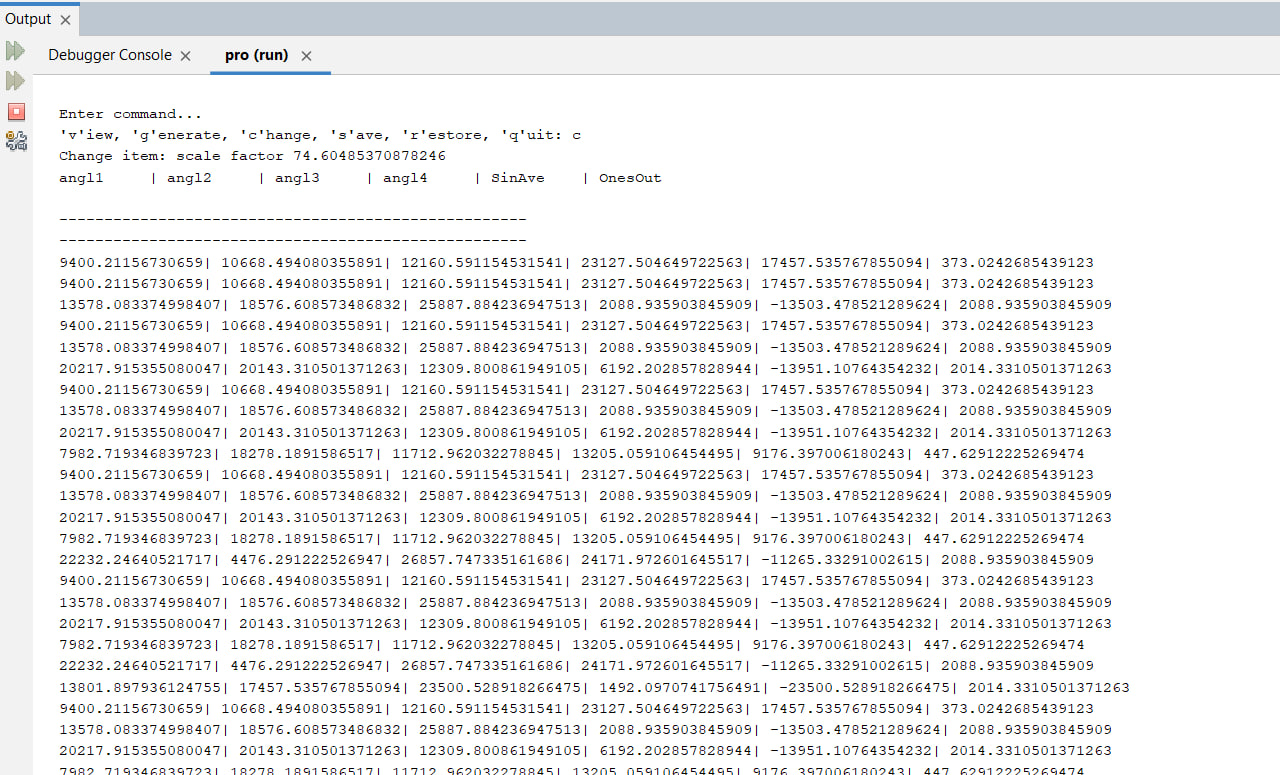 Output
Debugger Console pro (run)
Enter command...
'v'iew, 'g'enerate, 'c'hange, 's'ave, 'r'estore, 'q'uit: c
Change item: scale factor 74.60485370878246
angl1 | angl2 | angl3 | angl4 | SinAve | OnesOut
----------------------------------------------------
----------------------------------------------------
9400.21156730659| 10668.494080355891| 12160.591154531541| 23127.504649722563| 17457.535767855094| 373.0242685439123
9400.21156730659| 10668.494080355891| 12160.591154531541| 23127.504649722563| 17457.535767855094| 373.0242685439123
13578.083374998407| 18576.608573486832| 25887.884236947513| 2088.935903845909| -13503.478521289624| 2088.935903845909
9400.21156730659| 10668.494080355891| 12160.591154531541| 23127.504649722563| 17457.535767855094| 373.0242685439123
13578.083374998407| 18576.608573486832| 25887.884236947513| 2088.935903845909| -13503.478521289624| 2088.935903845909
20217.915355080047| 20143.310501371263| 12309.800861949105| 6192.202857828944| -13951.10764354232| 2014.3310501371263
9400.21156730659| 10668.494080355891| 12160.591154531541| 23127.504649722563| 17457.535767855094| 373.0242685439123
13578.083374998407| 18576.608573486832| 25887.884236947513| 2088.935903845909| -13503.478521289624| 2088.935903845909
20217.915355080047| 20143.310501371263| 12309.800861949105| 6192.202857828944| -13951.10764354232| 2014.3310501371263
7982.719346839723| 18278.1891586517| 11712.962032278845| 13205.059106454495| 9176.397006180243| 447.62912225269474
9400.21156730659| 10668.494080355891| 12160.591154531541| 23127.504649722563| 17457.535767855094| 373.0242685439123
13578.083374998407| 18576.608573486832| 25887.884236947513| 2088.935903845909| -13503.478521289624| 2088.935903845909
20217.915355080047| 20143.310501371263| 12309.800861949105| 6192.202857828944| -13951.10764354232| 2014.3310501371263
7982.719346839723| 18278.1891586517| 11712.962032278845| 13205.059106454495| 9176.397006180243| 447.62912225269474
22232.24640521717| 4476.291222526947| 26857.747335161686| 24171.972601645517| -11265.33291002615| 2088.935903845909
9400.21156730659| 10668.494080355891| 12160.591154531541| 23127.504649722563| 17457.535767855094| 373.0242685439123
13578.083374998407| 18576.608573486832| 25887.884236947513| 2088.935903845909| -13503.478521289624| 2088.935903845909
20217.915355080047| 20143.310501371263| 12309.800861949105| 6192.202857828944| -13951.10764354232| 2014.3310501371263
7982.719346839723| 18278.1891586517| 11712.962032278845| 13205.059106454495| 9176.397006180243| 447.62912225269474
22232.24640521717| 4476.291222526947| 26857.747335161686| 24171.972601645517| -11265.33291002615| 2088.935903845909
13801.897936124755| 17457.535767855094| 23500.528918266475| 1492.0970741756491| -23500.528918266475| 2014.3310501371263
9400.21156730659| 10668.494080355891| 12160.591154531541| 23127.504649722563| 17457.535767855094| 373.0242685439123
13578.083374998407| 18576.608573486832| 25887.884236947513| 2088.935903845909| -13503.478521289624| 2088.935903845909
20217.915355080047| 20143.310501371263| 12309.800861949105| 6192.202857828944| -13951.10764354232| 2014.3310501371263
7982.719346839723| 18278.1891586517| 11712.962032278845| 13205.059106454495| 9176.397006180243| 447.62912225269474